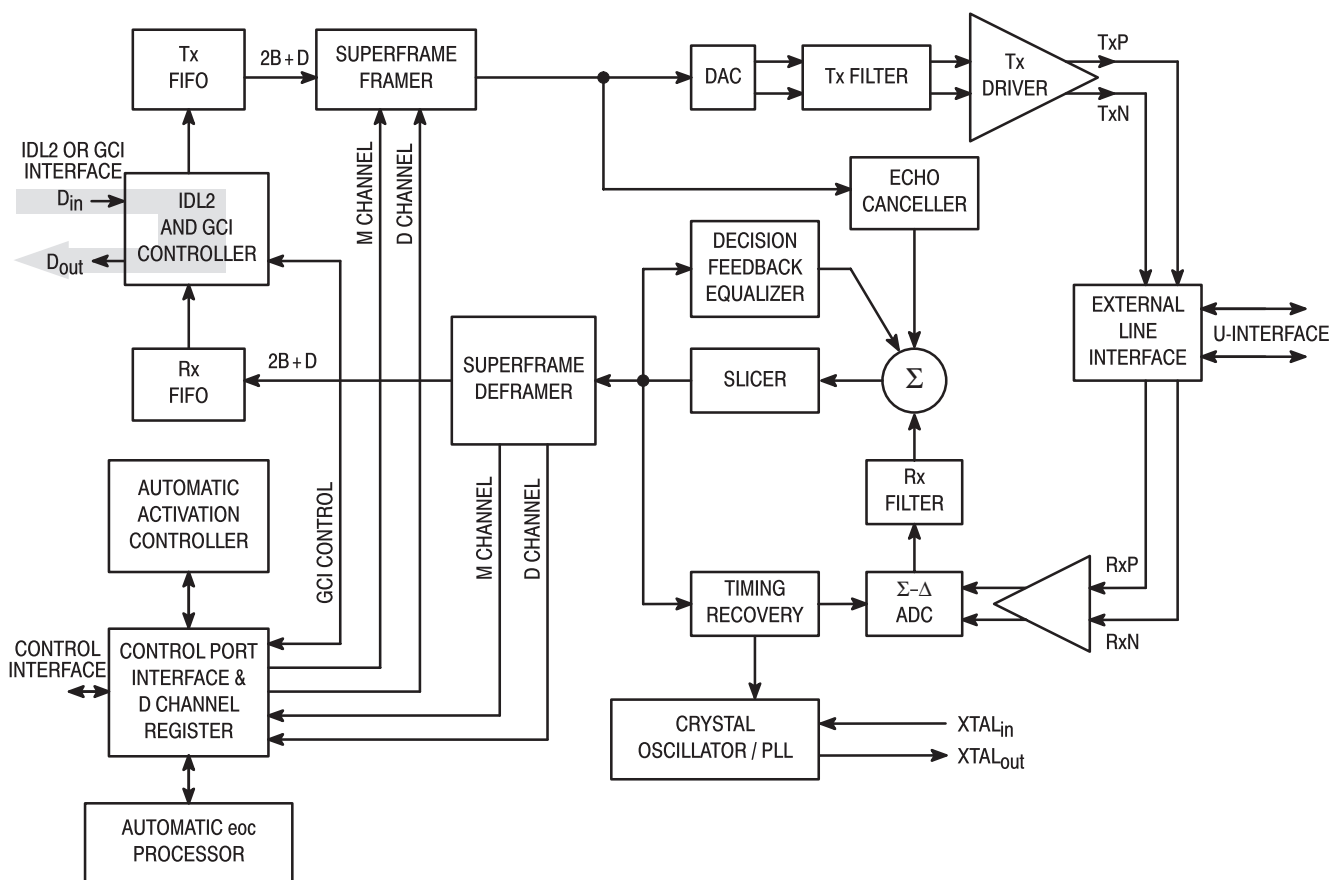 Tx
FIFO
2B+D
SUPERFRAME
FRAMER
DAC
Tx FILTER
Tx
DRIVER
TxP
TxN
IDL2 OR GCI
INTERFACE
Din
Dout
IDL2
AND GCI
CONTROLLER
M CHANNEL
D CHANNEL
ECHO
CANCELLER
DECISION
FEEDBACK
EQUALIZER
EXTERNAL
LINE
INTERFACE
U-INTERFACE
Rx
FIFO
2B+D
SUPERFRAME
DEFRAMER
SLICER
Σ
Rx
FILTER
AUTOMATIC
ACTIVATION
CONTROLLER
GCI CONTROL
M CHANNEL
D CHANNEL
TIMING
RECOVERY
Σ–Δ
ADC
RxP
RxN
CONTROL
INTERFACE
CONTROL PORT
INTERFACE &
D CHANNEL
REGISTER
CRYSTAL
OSCILLATOR / PLL
XTALin
XTALout
AUTOMATIC eoc
PROCESSOR